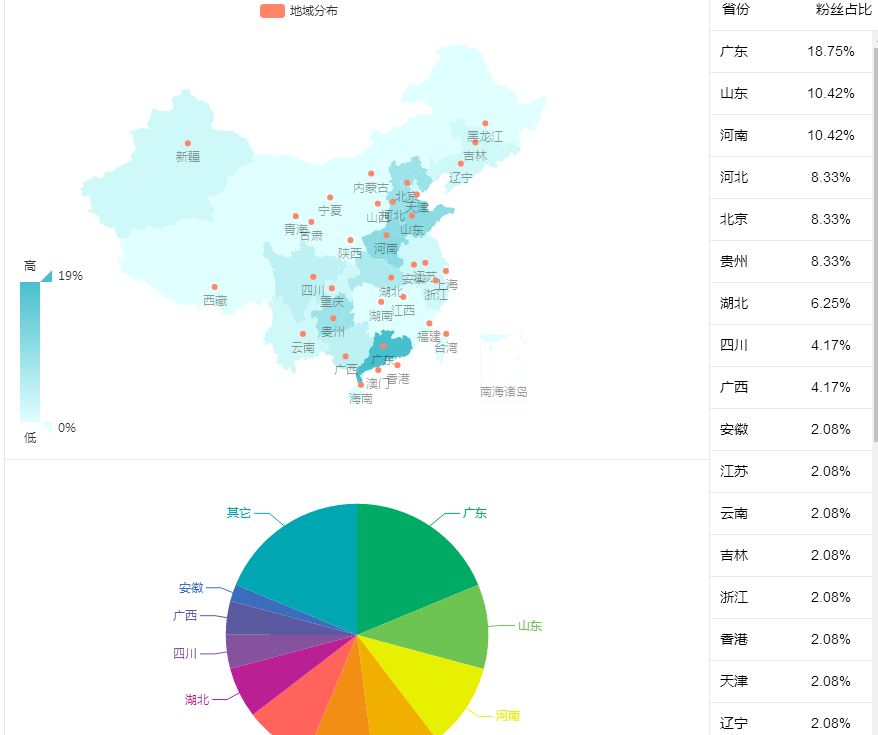 地域分布
黑龙江
吉林
新疆
辽宁
内蒙古
北京
宁夏
天津
山西
河北
青海
甘肃
山东
河南
陕西
安徽
江苏
上海
四川
湖北
浙江
西藏
重庆
湖南
江西
贵州
福建
云南
台湾
广东
广西
香港
澳门
海南
南海诸岛
高
19%
0%
低
其它
广东
安徽
广西
山东
四川
湖北
河南
省份 粉丝占比
广东 18.75%
山东 10.42%
河南 10.42%
河北 8.33%
北京 8.33%
贵州 8.33%
湖北 6.25%
四川 4.17%
广西 4.17%
安徽 2.08%
江苏 2.08%
云南 2.08%
吉林 2.08%
浙江 2.08%
香港 2.08%
天津 2.08%
辽宁 2.08%